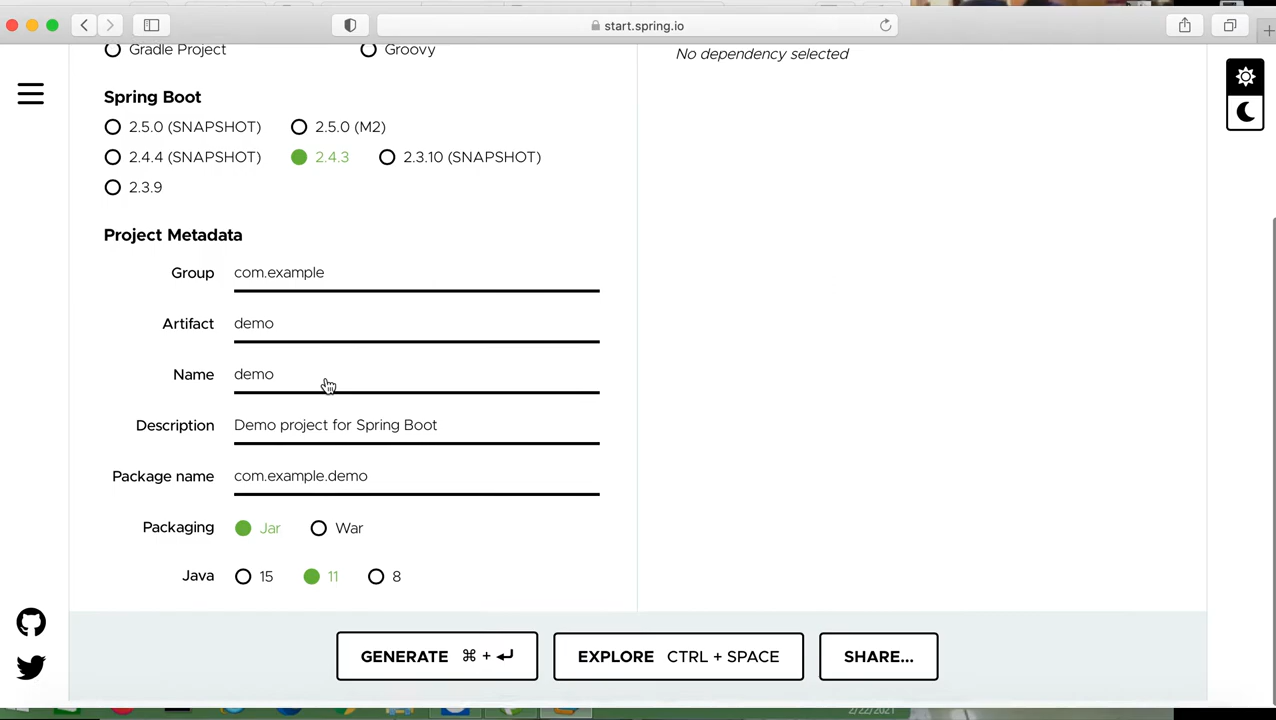 start.spring.io
Gradle Project
Groovy
No dependency selected
Spring Boot
2.5.0 (SNAPSHOT)
2.5.0 (M2)
2.4.4 (SNAPSHOT)
2.4.3
2.3.10 (SNAPSHOT)
2.3.9
Project Metadata
Group com.example
Artifact demo
Name demo
Description Demo project for Spring Boot
Package name com.example.demo
Packaging Jar War
Java 15 11 8
GENERATE ⌘ + ↵
EXPLORE CTRL + SPACE
SHARE...
2/22/2021